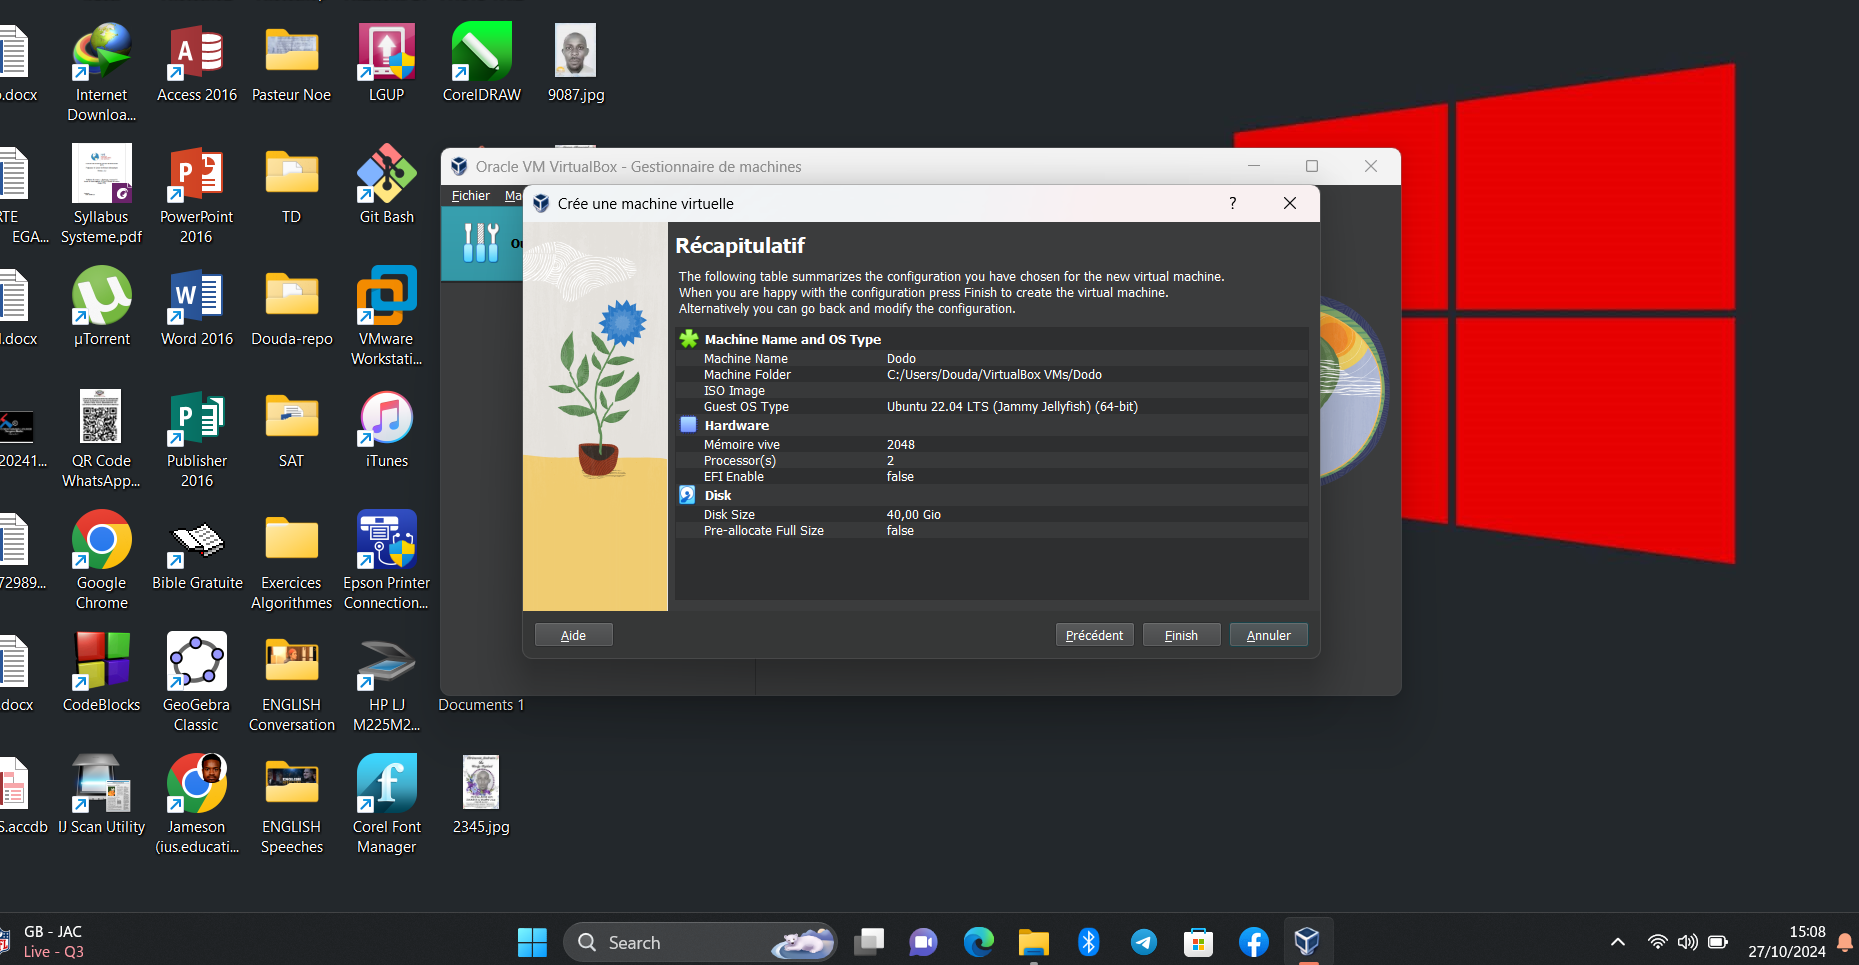 o.docx
Internet
Downloa...
Access 2016
Pasteur Noe
LGUP
CorelDRAW
9087.jpg
RTE
EGA...
Syllabus
Systeme.pdf
PowerPoint
2016
TD
Git Bash
l.docx
µTorrent
Word 2016
Douda-repo
VMware
Workstati...
20241...
QR Code
WhatsApp...
Publisher
2016
SAT
iTunes
72989...
Google
Chrome
Bible Gratuite
Exercices
Algorithmes
Epson Printer
Connection...
.docx
CodeBlocks
GeoGebra
Classic
ENGLISH
Conversation
HP LJ
M225M2...
Documents 1
S.accdb
IJ Scan Utility
Jameson
(ius.educati...
ENGLISH
Speeches
Corel Font
Manager
2345.jpg
Oracle VM VirtualBox - Gestionnaire de machines
Fichier Ma
Ou
Crée une machine virtuelle
?
Récapitulatif
The following table summarizes the configuration you have chosen for the new virtual machine.
When you are happy with the configuration press Finish to create the virtual machine.
Alternatively you can go back and modify the configuration.
Machine Name and OS Type
Machine Name Dodo
Machine Folder C:/Users/Douda/VirtualBox VMs/Dodo
ISO Image
Guest OS Type Ubuntu 22.04 LTS (Jammy Jellyfish) (64-bit)
Hardware
Mémoire vive 2048
Processor(s) 2
EFI Enable false
Disk
Disk Size 40,00 Gio
Pre-allocate Full Size false
Aide Précédent Finish Annuler
GB - JAC
Live - Q3
Search
15:08
27/10/2024